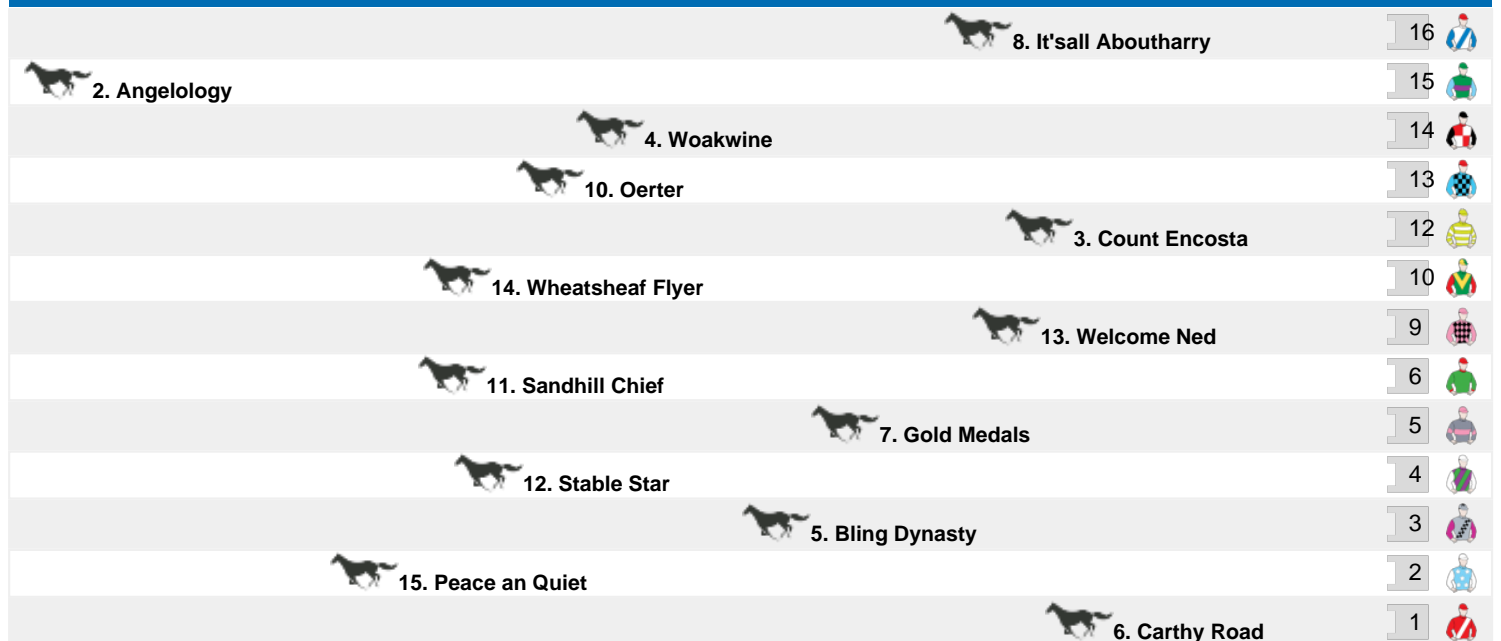 8. It'sall Aboutharry 16
2. Angelology 15
4. Woakwine 14
10. Oerter 13
3. Count Encosta 12
14. Wheatsheaf Flyer 10
13. Welcome Ned 9
11. Sandhill Chief 6
7. Gold Medals 5
12. Stable Star 4
5. Bling Dynasty 3
15. Peace an Quiet 2
6. Carthy Road 1